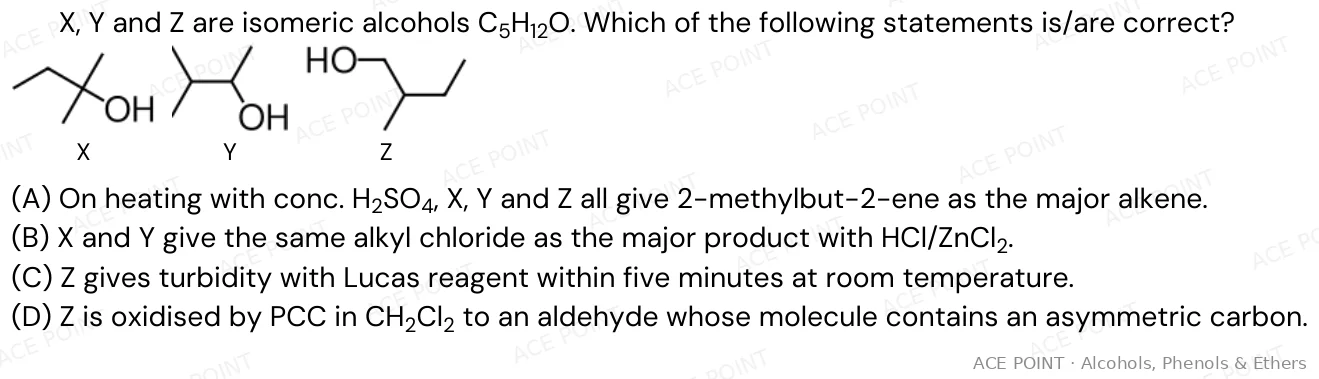 X, Y and Z are isomeric alcohols C₅H₁₂O. Which of the following statements is/are correct?
HO
OH
OH
X Y Z
(A) On heating with conc. H₂SO₄, X, Y and Z all give 2-methylbut-2-ene as the major alkene.
(B) X and Y give the same alkyl chloride as the major product with HCl/ZnCl₂.
(C) Z gives turbidity with Lucas reagent within five minutes at room temperature.
(D) Z is oxidised by PCC in CH₂Cl₂ to an aldehyde whose molecule contains an asymmetric carbon.
ACE POINT · Alcohols, Phenols & Ethers